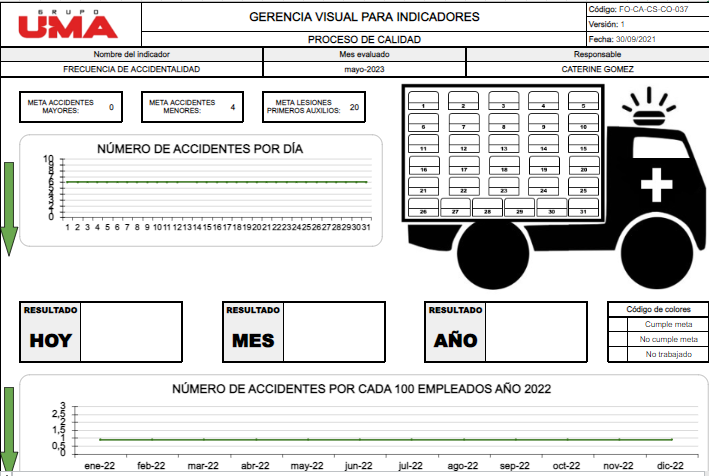 GRUPO
UMA
GERENCIA VISUAL PARA INDICADORES
PROCESO DE CALIDAD
Código: FO-CA-CS-CO-037
Versión: 1
Fecha: 30/09/2021
Nombre del indicador
Mes evaluado
Responsable
FRECUENCIA DE ACCIDENTALIDAD
mayo-2023
CATERINE GOMEZ
META ACCIDENTES
MAYORES: 0
META ACCIDENTES
MENORES: 4
META LESIONES
PRIMEROS AUXILIOS: 20
1 2 3 4 5
6 7 8 9 10
11 12 13 14 15
16 17 18 19 20
21 22 23 24 25
26 27 28 29 30 31
NÚMERO DE ACCIDENTES POR DÍA
10
9
8
7
6
5
4
3
2
1
0
1 2 3 4 5 6 7 8 9 10 11 12 13 14 15 16 17 18 19 20 21 22 23 24 25 26 27 28 29 30 31
RESULTADO
HOY
RESULTADO
MES
RESULTADO
AÑO
Código de colores
Cumple meta
No cumple meta
No trabajado
NÚMERO DE ACCIDENTES POR CADA 100 EMPLEADOS AÑO 2022
3
2,5
2
1,5
1
0,5
0
ene-22 feb-22 mar-22 abr-22 may-22 jun-22 jul-22 ago-22 sep-22 oct-22 nov-22 dic-22